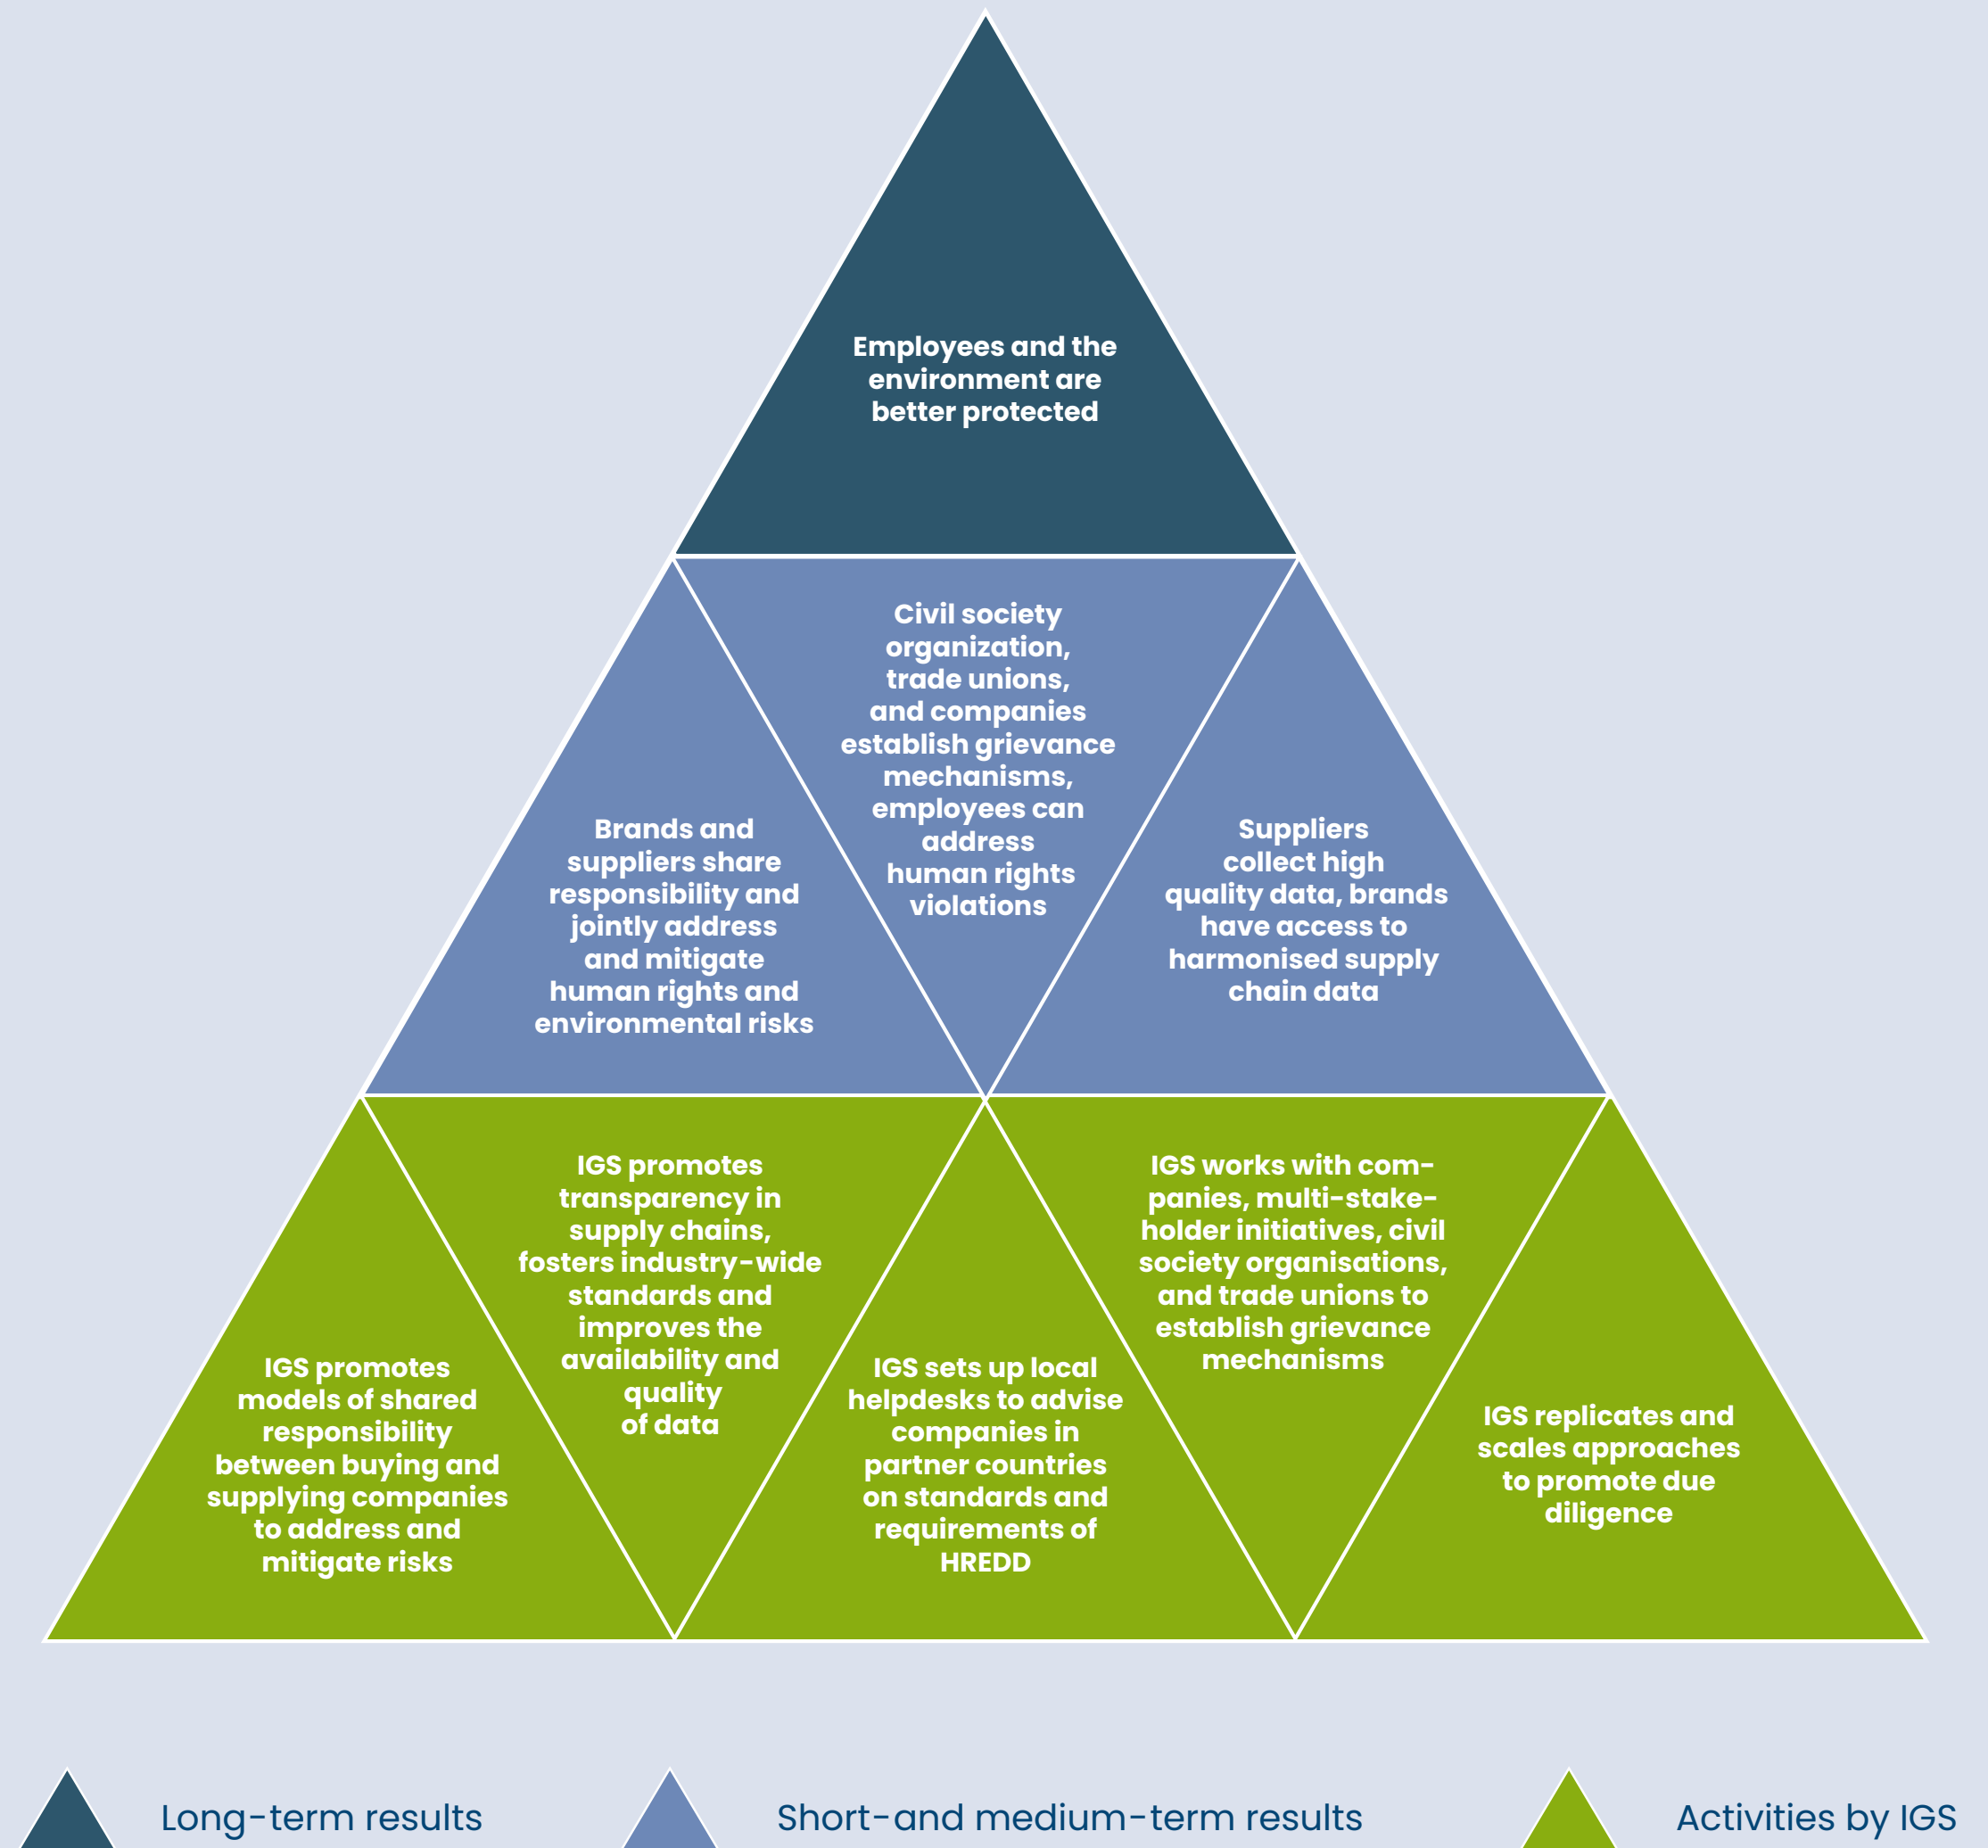 Employees and the
environment are
better protected
Civil society
organization,
trade unions,
and companies
establish grievance
mechanisms,
employees can
address
human rights
violations
Brands and
suppliers share
responsibility and
jointly address
and mitigate
human rights and
environmental risks
Suppliers
collect high
quality data, brands
have access to
harmonised supply
chain data
IGS promotes
models of shared
responsibility
between buying and
supplying companies
to address and
mitigate risks
IGS promotes
transparency in
supply chains,
fosters industry-wide
standards and
improves the
availability and
quality
of data
IGS sets up local
helpdesks to advise
companies in
partner countries
on standards and
requirements of
HREDD
IGS works with com-
panies, multi-stake-
holder initiatives, civil
society organisations,
and trade unions to
establish grievance
mechanisms
IGS replicates and
scales approaches
to promote due
diligence
Long-term results
Short-and medium-term results
Activities by IGS